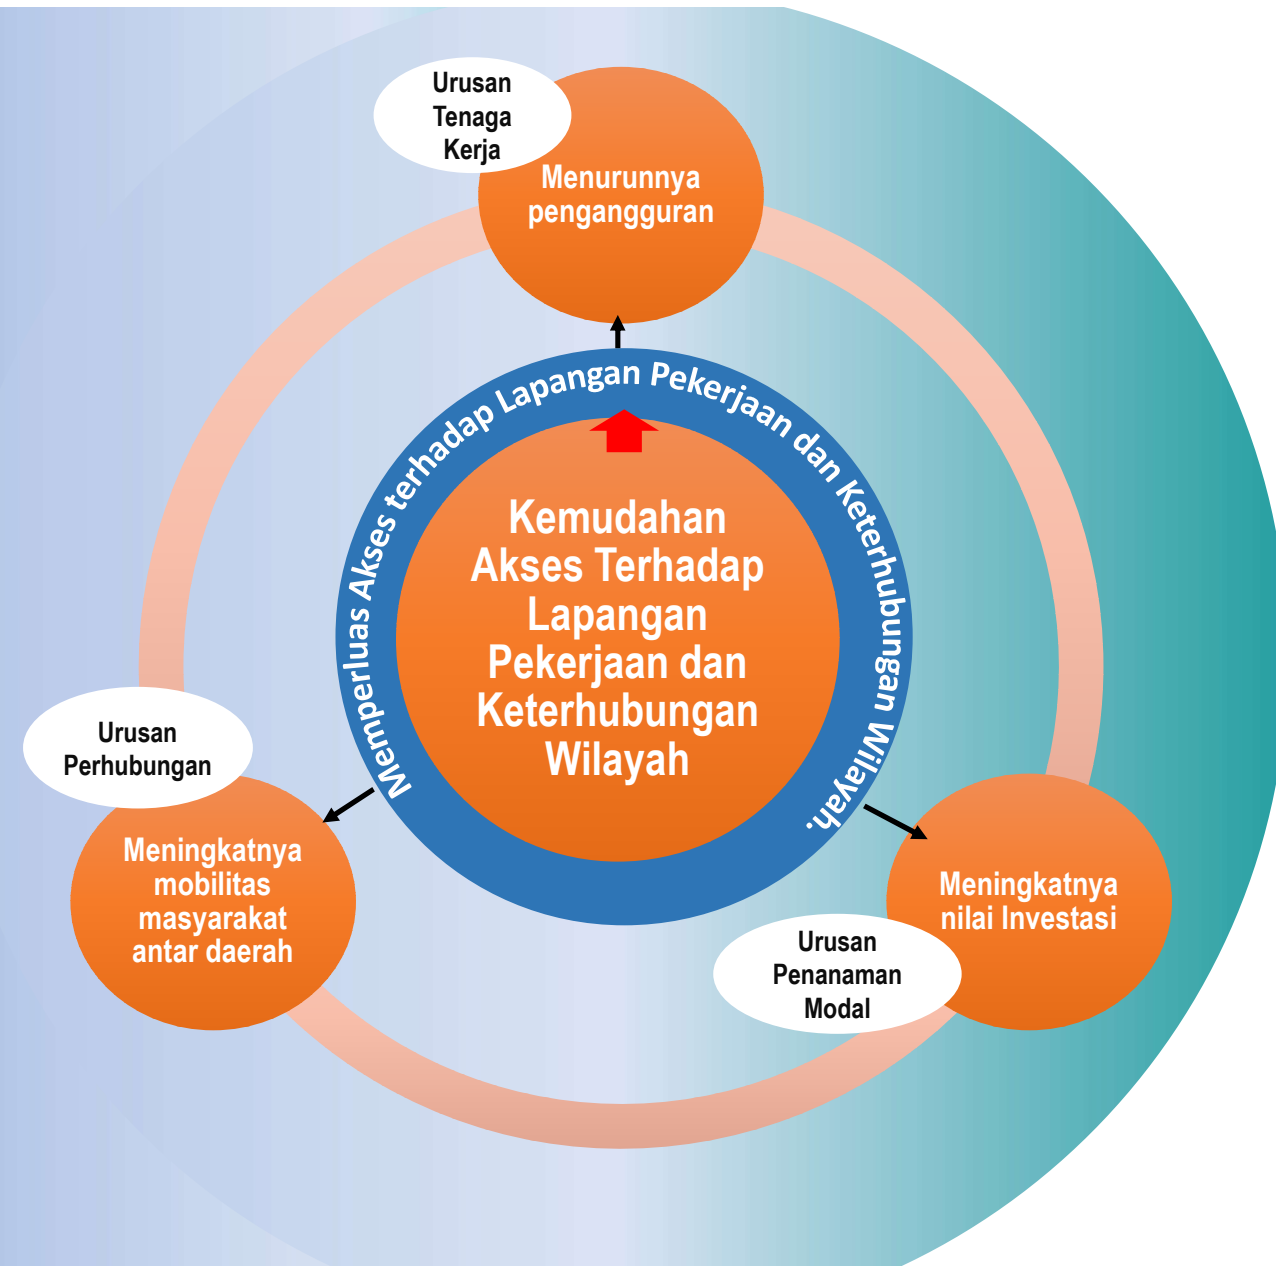 Urusan
Tenaga
Kerja
Menurunnya
pengangguran
Memperluas Akses terhadap Lapangan Pekerjaan dan Keterhubungan Wilayah.
Kemudahan
Akses Terhadap
Lapangan
Pekerjaan dan
Keterhubungan
Wilayah
Urusan
Perhubungan
Meningkatnya
mobilitas
masyarakat
antar daerah
Meningkatnya
nilai Investasi
Urusan
Penanaman
Modal